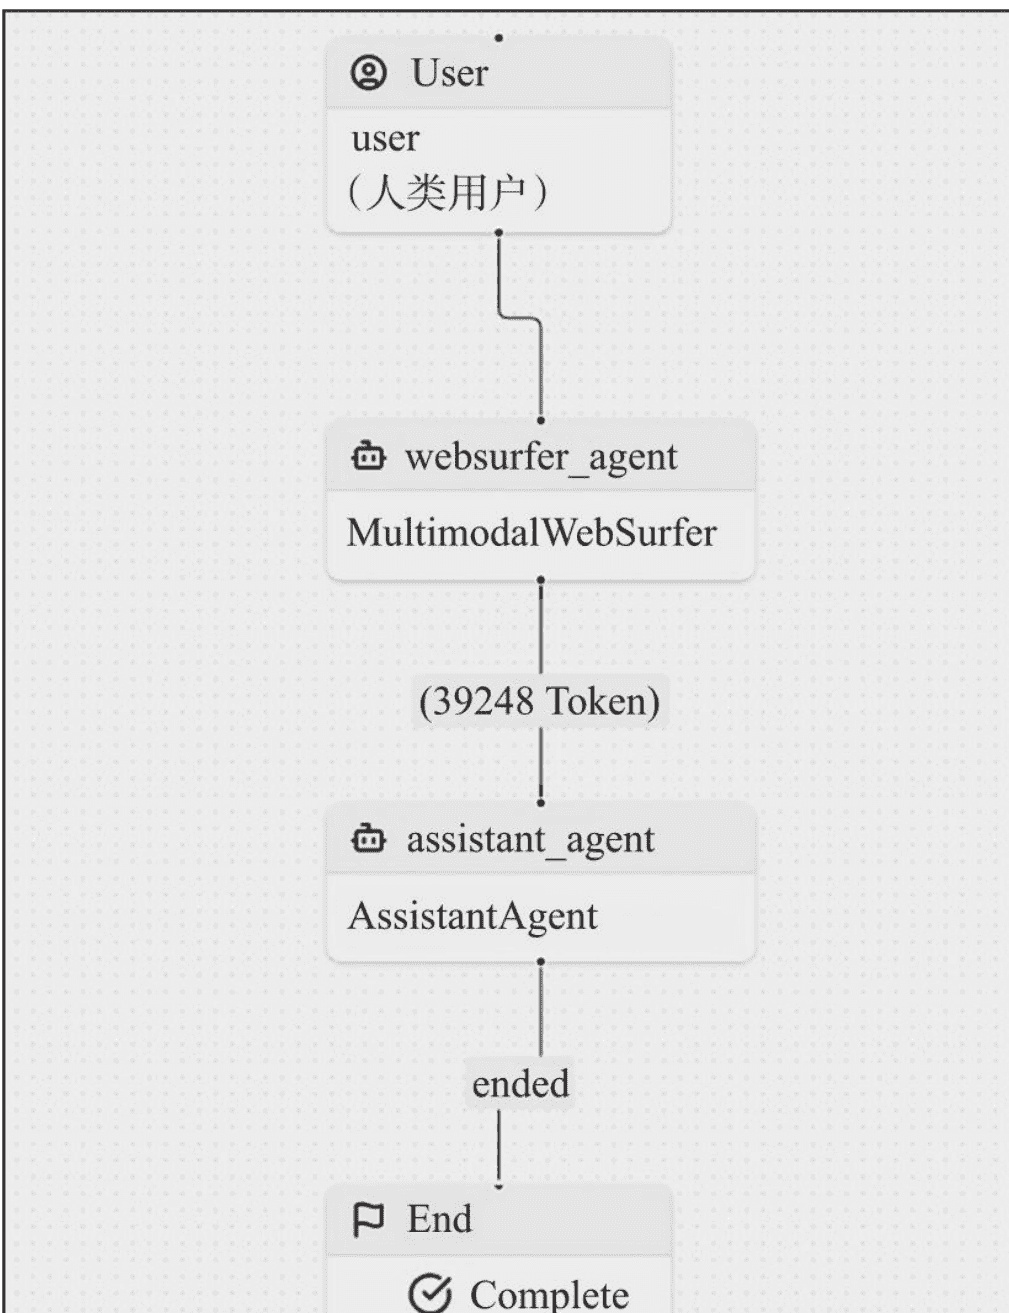 User
user
（人类用户）
websurfer_agent
MultimodalWebSurfer
(39248 Token)
assistant_agent
AssistantAgent
ended
End
Complete